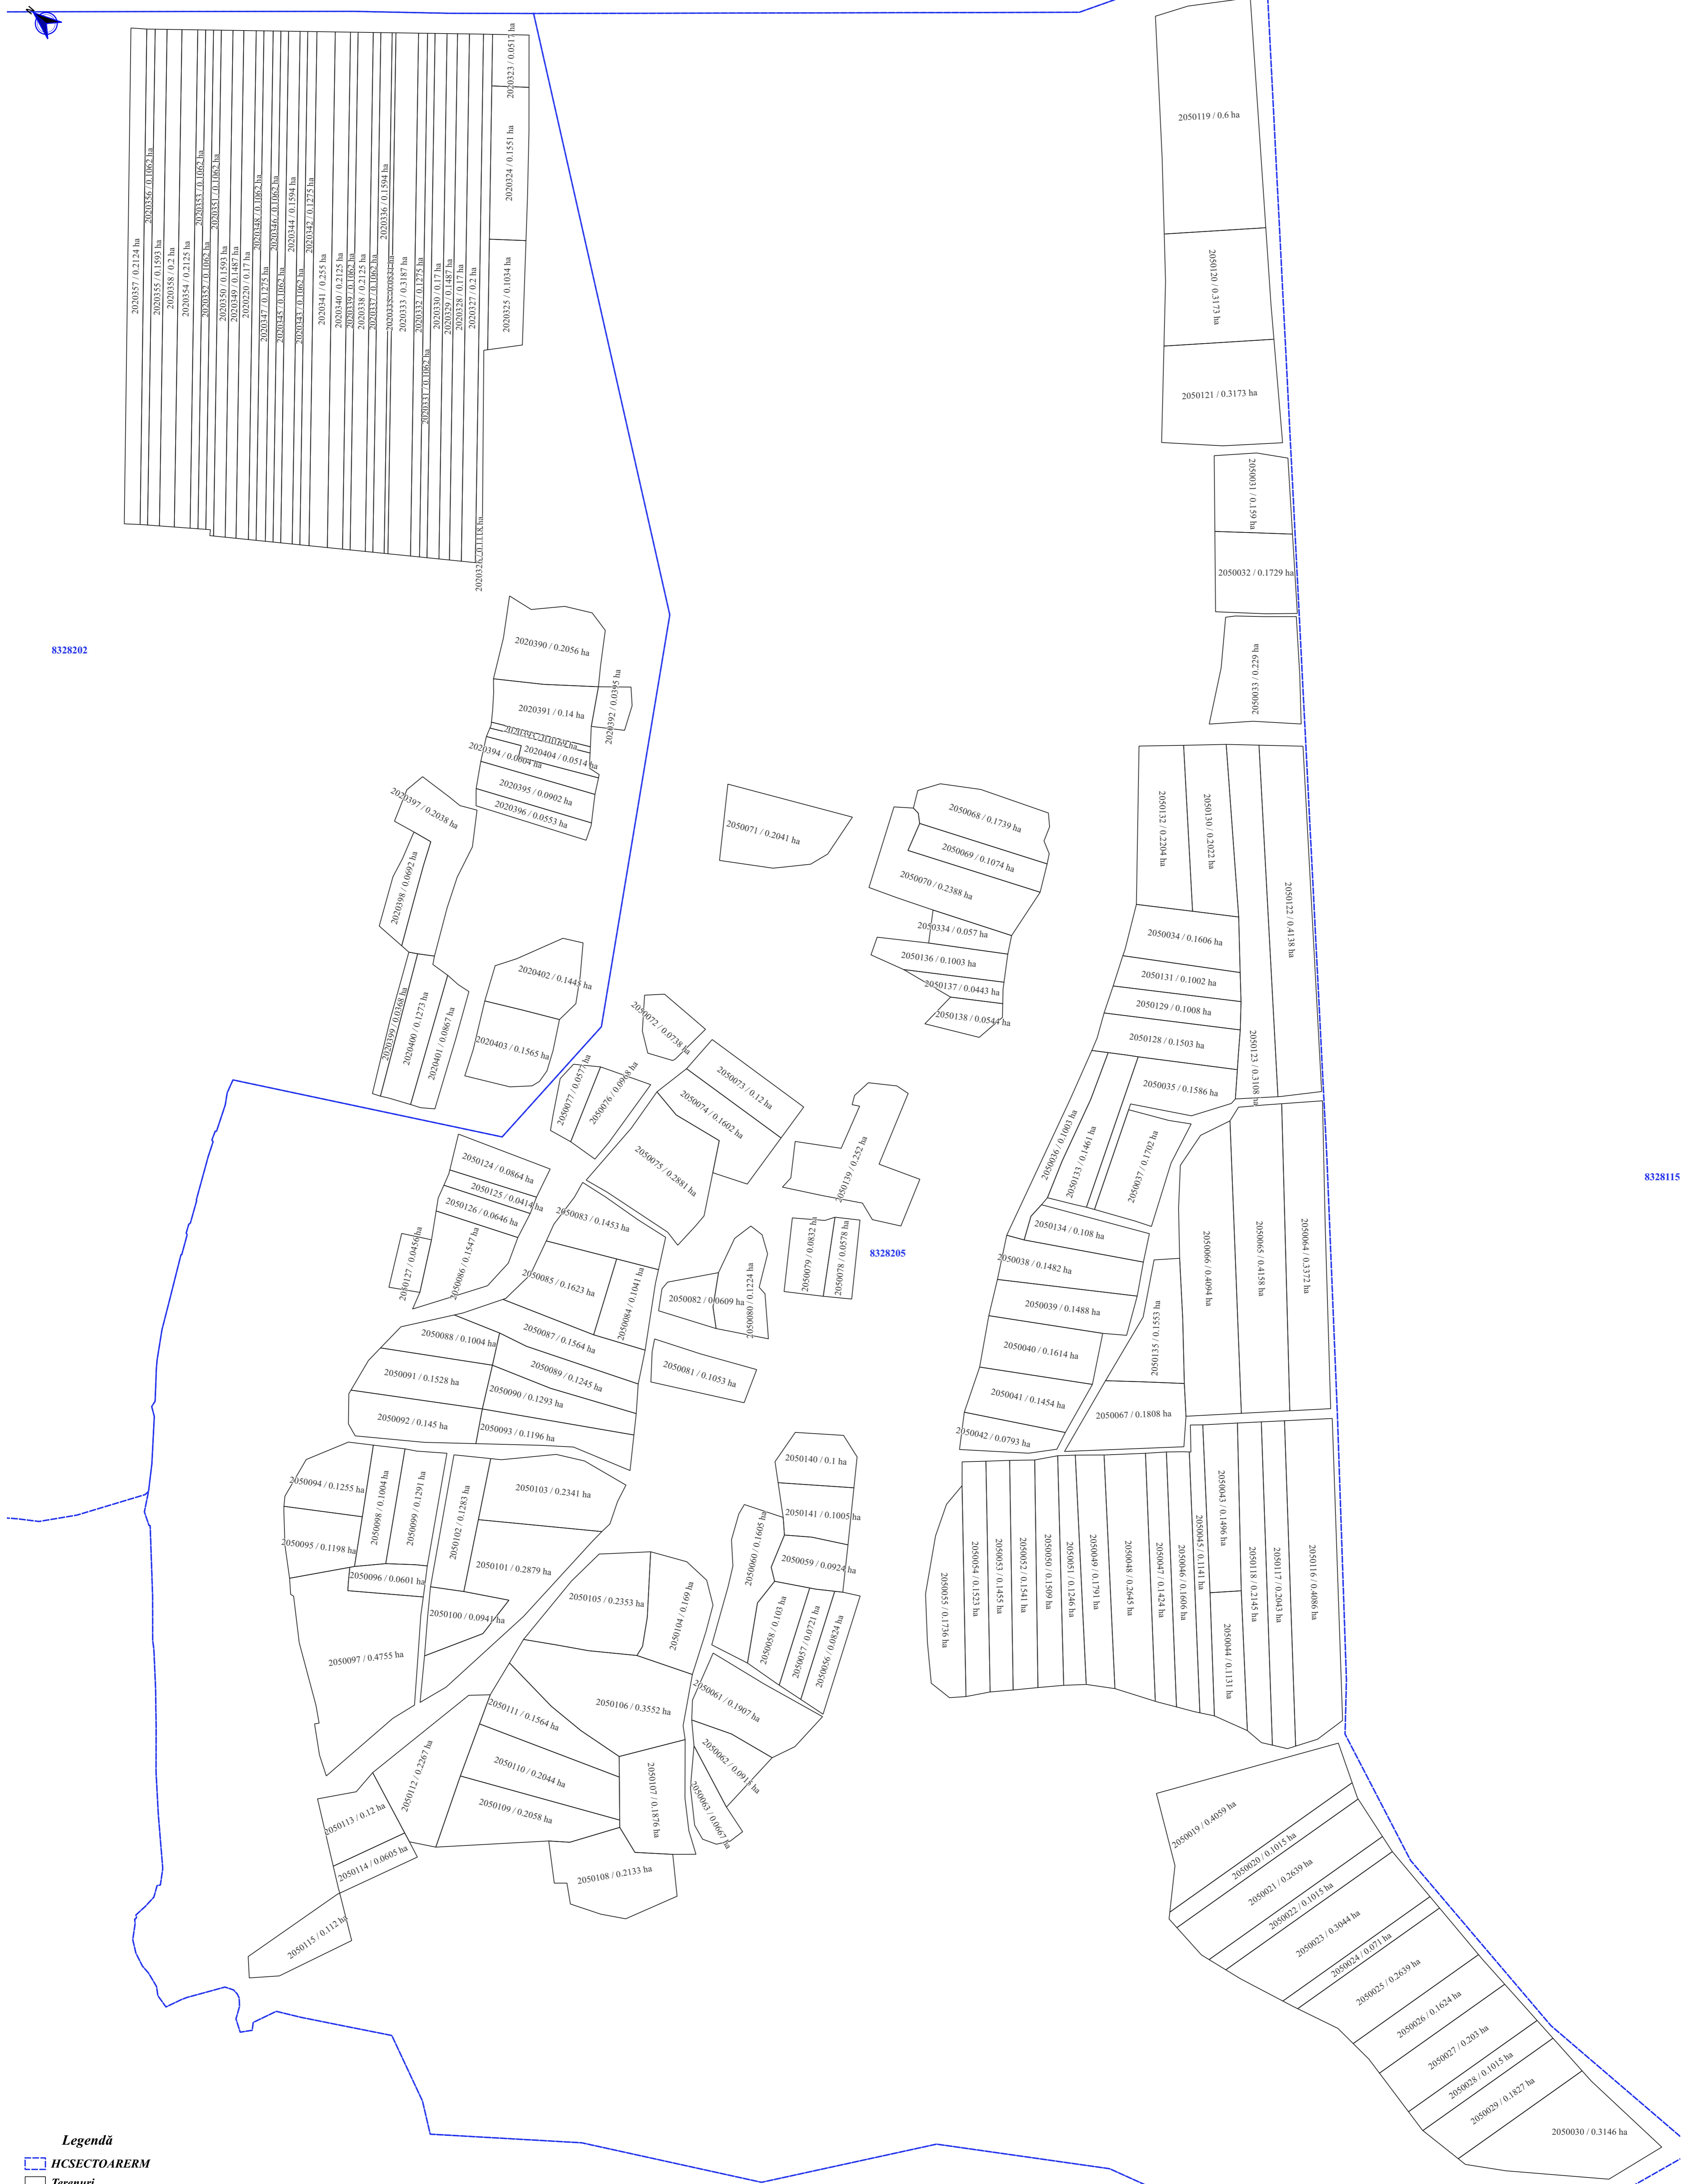 N
2020323 / 0.0517 ha
2020324 / 0.1551 ha
2020325 / 0.1034 ha
2020357 / 0.2124 ha
2020356 / 0.1062 ha
2020355 / 0.1593 ha
2020358 / 0.2 ha
2020354 / 0.2125 ha
2020353 / 0.1062 ha
2020352 / 0.1062 ha
2020351 / 0.1062 ha
2020350 / 0.1593 ha
2020349 / 0.1487 ha
2020220 / 0.17 ha
2020348 / 0.1062 ha
2020347 / 0.1275 ha
2020346 / 0.1062 ha
2020345 / 0.1062 ha
2020344 / 0.1594 ha
2020343 / 0.1062 ha
2020342 / 0.1275 ha
2020341 / 0.255 ha
2020340 / 0.2125 ha
2020339 / 0.1062 ha
2020338 / 0.2125 ha
2020337 / 0.1062 ha
2020336 / 0.1594 ha
2020333 / 0.3187 ha
2020332 / 0.1275 ha
2020331 / 0.1062 ha
2020330 / 0.17 ha
2020329 / 0.1487 ha
2020328 / 0.17 ha
2020327 / 0.2 ha
2020326 / 0.1118 ha
2050119 / 0.6 ha
2050120 / 0.3173 ha
2050121 / 0.3173 ha
2050031 / 0.159 ha
2050032 / 0.1729 ha
2050033 / 0.229 ha
8328202
2020390 / 0.2056 ha
2020391 / 0.14 ha
2020392 / 0.0395 ha
2020404 / 0.0514 ha
2020394 / 0.0604 ha
2020395 / 0.0902 ha
2020396 / 0.0553 ha
2020397 / 0.2038 ha
2020398 / 0.0692 ha
2020399 / 0.0368 ha
2020400 / 0.1273 ha
2020401 / 0.0867 ha
2020402 / 0.1445 ha
2020403 / 0.1565 ha
2050071 / 0.2041 ha
2050068 / 0.1739 ha
2050069 / 0.1074 ha
2050070 / 0.2388 ha
2050334 / 0.057 ha
2050136 / 0.1003 ha
2050137 / 0.0443 ha
2050138 / 0.0544 ha
2050132 / 0.2204 ha
2050130 / 0.2022 ha
2050122 / 0.4138 ha
2050123 / 0.3108 ha
2050034 / 0.1606 ha
2050131 / 0.1002 ha
2050129 / 0.1008 ha
2050128 / 0.1503 ha
2050035 / 0.1586 ha
2050036 / 0.1003 ha
2050133 / 0.1461 ha
2050037 / 0.1702 ha
2050134 / 0.108 ha
2050038 / 0.1482 ha
2050039 / 0.1488 ha
2050040 / 0.1614 ha
2050041 / 0.1454 ha
2050042 / 0.0793 ha
2050135 / 0.1553 ha
2050067 / 0.1808 ha
2050066 / 0.4094 ha
2050065 / 0.4158 ha
2050064 / 0.3372 ha
8328115
2050072 / 0.0738 ha
2050073 / 0.12 ha
2050074 / 0.1602 ha
2050075 / 0.2881 ha
2050076 / 0.0968 ha
2050077 / 0.0577 ha
2050139 / 0.252 ha
2050079 / 0.0832 ha
2050078 / 0.0578 ha
8328205
2050124 / 0.0864 ha
2050125 / 0.0414 ha
2050126 / 0.0646 ha
2050127 / 0.0456 ha
2050086 / 0.1547 ha
2050083 / 0.1453 ha
2050085 / 0.1623 ha
2050084 / 0.1041 ha
2050082 / 0.0609 ha
2050080 / 0.1224 ha
2050081 / 0.1053 ha
2050087 / 0.1564 ha
2050088 / 0.1004 ha
2050089 / 0.1245 ha
2050091 / 0.1528 ha
2050090 / 0.1293 ha
2050092 / 0.145 ha
2050093 / 0.1196 ha
2050094 / 0.1255 ha
2050095 / 0.1198 ha
2050098 / 0.1004 ha
2050099 / 0.1291 ha
2050096 / 0.0601 ha
2050097 / 0.4755 ha
2050102 / 0.1283 ha
2050103 / 0.2341 ha
2050101 / 0.2879 ha
2050100 / 0.0941 ha
2050105 / 0.2353 ha
2050104 / 0.169 ha
2050106 / 0.3552 ha
2050111 / 0.1564 ha
2050110 / 0.2044 ha
2050109 / 0.2058 ha
2050107 / 0.1876 ha
2050108 / 0.2133 ha
2050112 / 0.2267 ha
2050113 / 0.12 ha
2050114 / 0.0605 ha
2050115 / 0.112 ha
2050140 / 0.1 ha
2050141 / 0.1005 ha
2050059 / 0.0924 ha
2050060 / 0.1605 ha
2050058 / 0.103 ha
2050057 / 0.0721 ha
2050056 / 0.0824 ha
2050061 / 0.1907 ha
2050063 / 0.0667 ha
2050055 / 0.1736 ha
2050054 / 0.1523 ha
2050053 / 0.1455 ha
2050052 / 0.1541 ha
2050050 / 0.1509 ha
2050051 / 0.1246 ha
2050049 / 0.1791 ha
2050048 / 0.2645 ha
2050047 / 0.1424 ha
2050046 / 0.1606 ha
2050045 / 0.1141 ha
2050043 / 0.1496 ha
2050044 / 0.1131 ha
2050118 / 0.2145 ha
2050117 / 0.2043 ha
2050116 / 0.4086 ha
2050019 / 0.4059 ha
2050020 / 0.1015 ha
2050021 / 0.2639 ha
2050022 / 0.1015 ha
2050023 / 0.3044 ha
2050024 / 0.071 ha
2050025 / 0.2639 ha
2050026 / 0.1624 ha
2050027 / 0.203 ha
2050028 / 0.1015 ha
2050029 / 0.1827 ha
2050030 / 0.3146 ha
Legendă
HCSECTOARERM
Terenuri